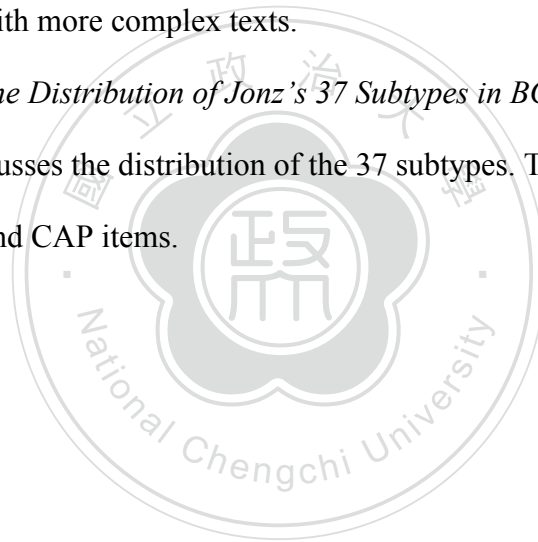 ith more complex texts.
he Distribution of Jonz's 37 Subtypes in BC
usses the distribution of the 37 subtypes. T
nd CAP items.
國立政治大學
政
National Chengchi University